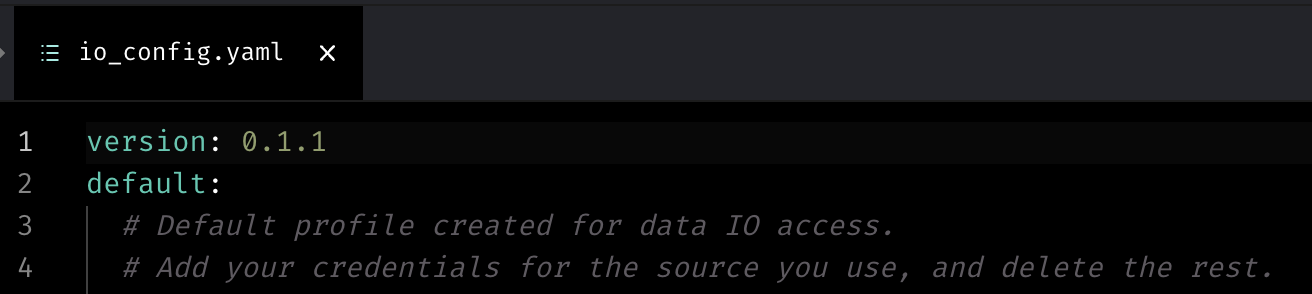 io_config.yaml
1 version: 0.1.1
2 default:
3 # Default profile created for data IO access.
4 # Add your credentials for the source you use, and delete the rest.